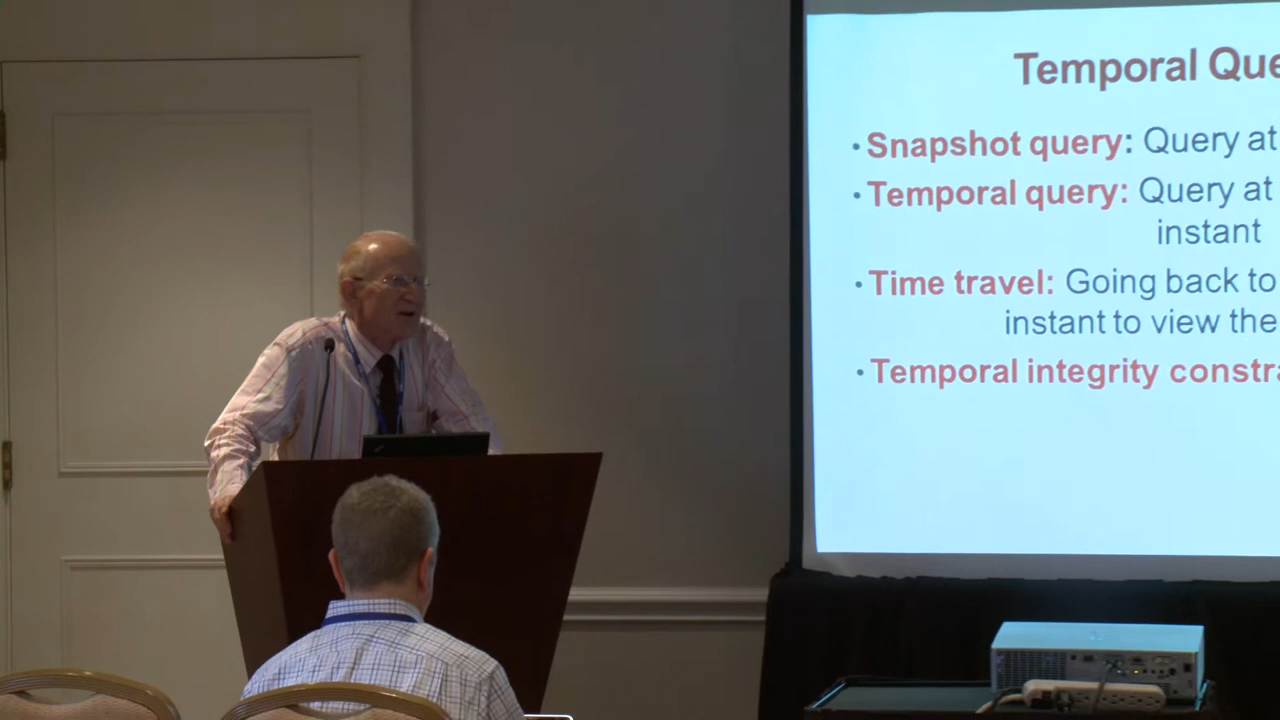 Temporal Que
• Snapshot query: Query at
• Temporal query: Query at
instant
• Time travel: Going back to
instant to view the
• Temporal integrity constra